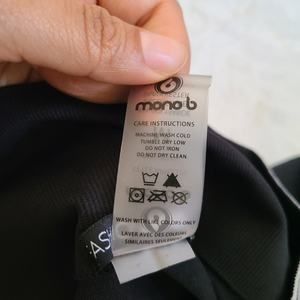 mono b
CARE INSTRUCTIONS
MACHINE WASH COLD
TUMBLE DRY LOW
DO NOT IRON
DO NOT DRY CLEAN
WASH WITH LIKE COLORS ONLY
LAVER AVEC DES COULEURS
SIMILAIRES SEULEMENT